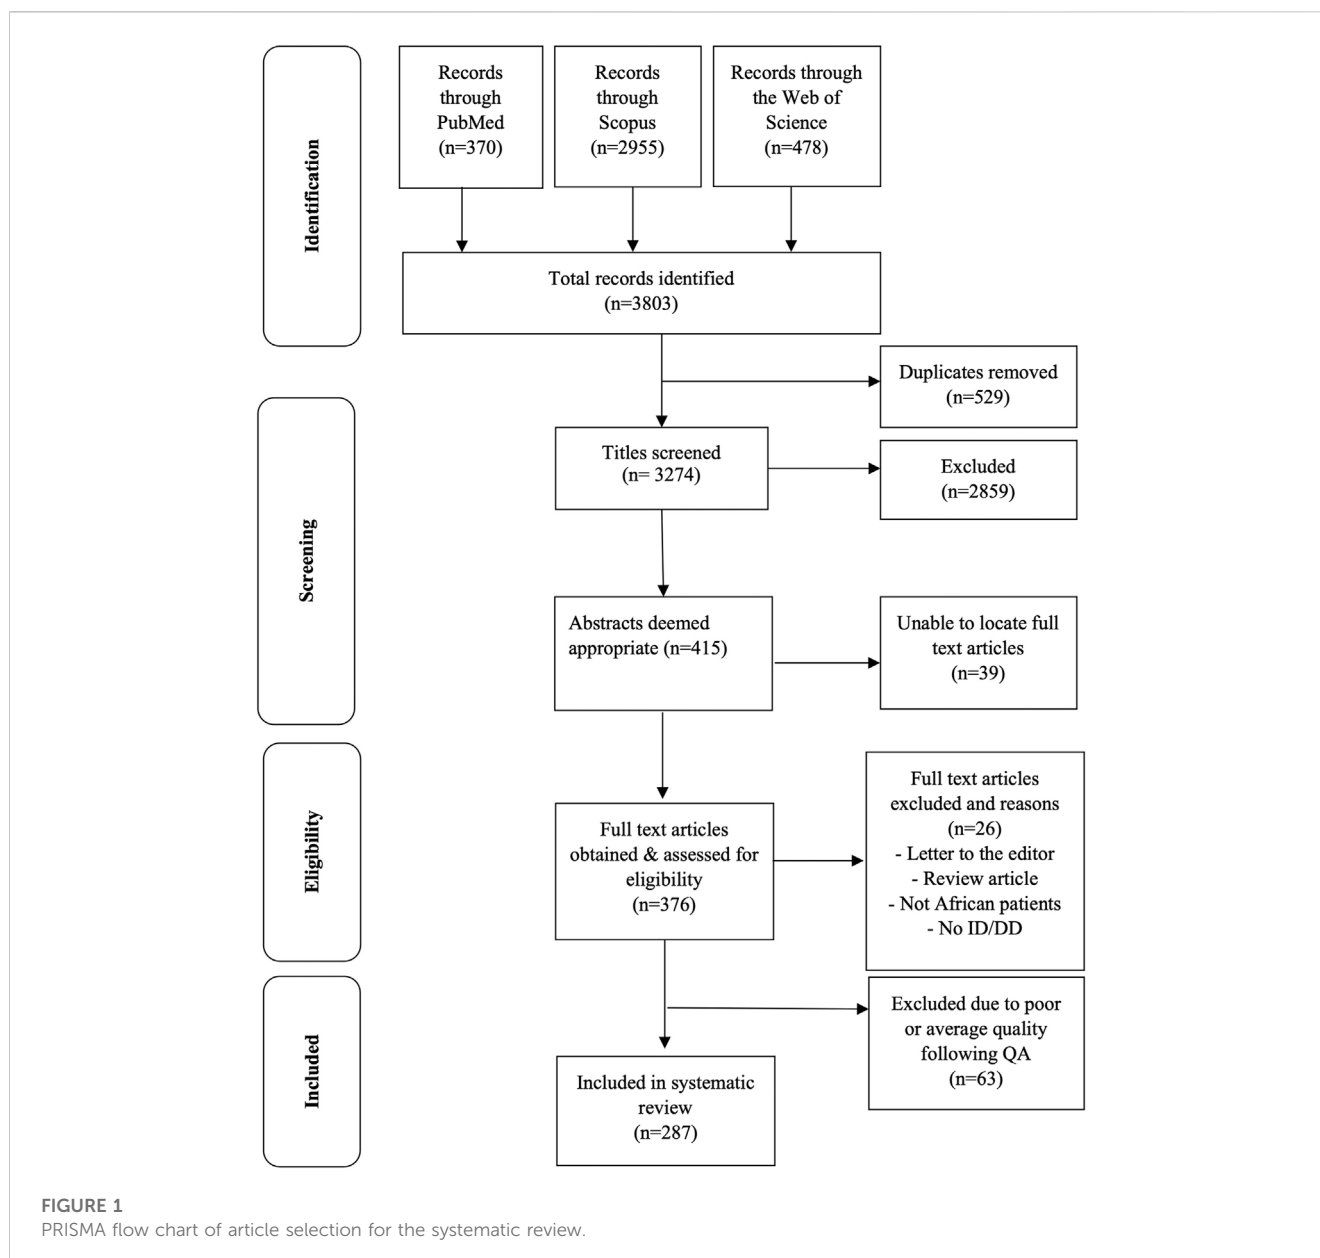 Identification
Records
through
PubMed
(n=370)
Records
through
Scopus
(n=2955)
Records through
the Web of
Science
(n=478)
Total records identified
(n=3803)
Duplicates removed
(n=529)
Screening
Titles screened
(n= 3274)
Excluded
(n=2859)
Abstracts deemed
appropriate (n=415)
Unable to locate full
text articles
(n=39)
Eligibility
Full text articles
obtained & assessed for
eligibility
(n=376)
Full text articles
excluded and reasons
(n=26)
- Letter to the editor
- Review article
- Not African patients
- No ID/DD
Included
Excluded due to poor
or average quality
following QA
(n=63)
Included in systematic
review
(n=287)
FIGURE 1
PRISMA flow chart of article selection for the systematic review.